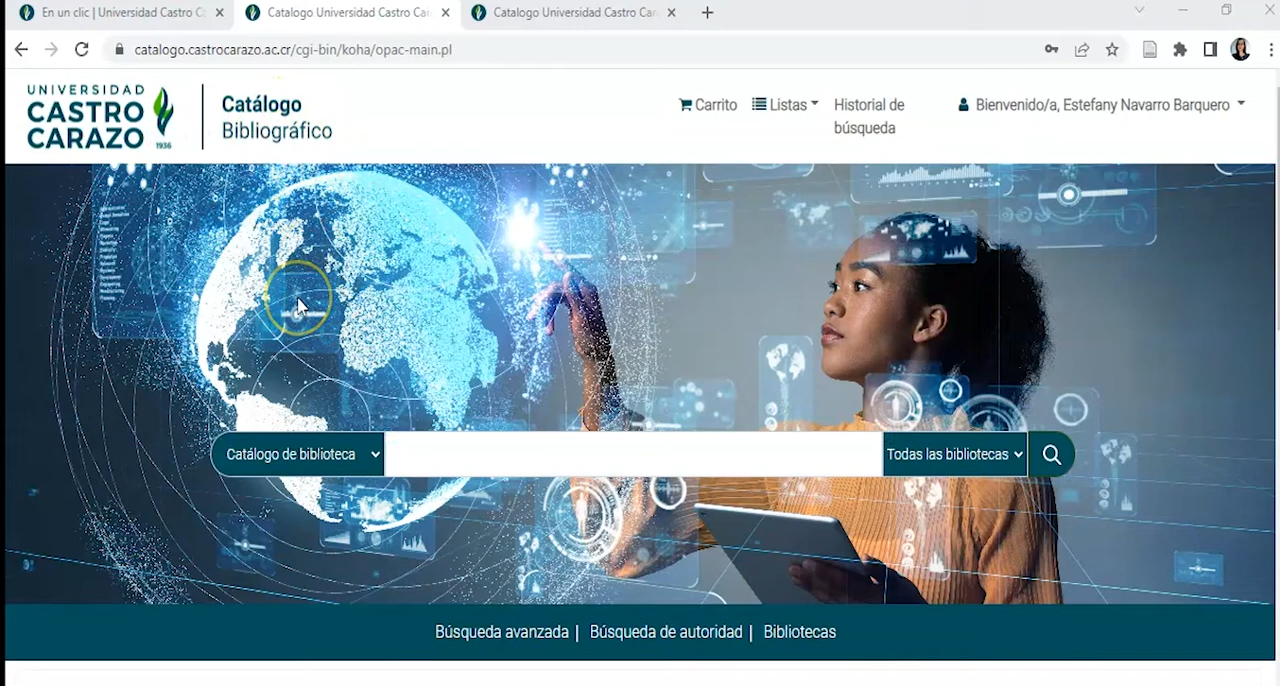 En un clic | Universidad Castro C
Catalogo Universidad Castro Car
Catalogo Universidad Castro Car
catalogo.castrocarazo.ac.cr/cgi-bin/koha/opac-main.pl
UNIVERSIDAD
CASTRO
CARAZO
1936
Catálogo
Bibliográfico
Carrito
Listas
Historial de
búsqueda
Bienvenido/a, Estefany Navarro Barquero
Catálogo de biblioteca
Todas las bibliotecas
Búsqueda avanzada | Búsqueda de autoridad | Bibliotecas